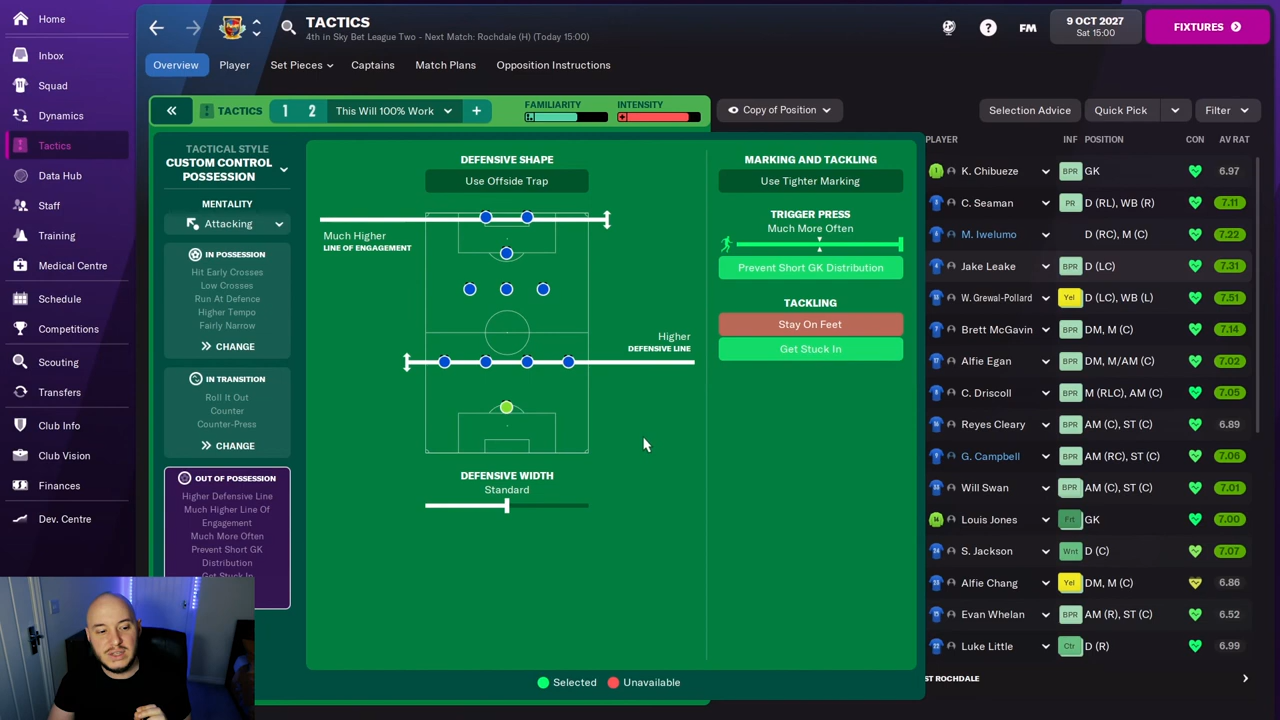 Home
Inbox
Squad
Dynamics
Tactics
Data Hub
Staff
Training
Medical Centre
Schedule
Competitions
Scouting
Transfers
Club Info
Club Vision
Finances
Dev. Centre
TACTICS
4th in Sky Bet League Two - Next Match: Rochdale (H) (Today 15:00)
FM
9 OCT 2027
Sat 15:00
FIXTURES
Overview
Player
Set Pieces
Captains
Match Plans
Opposition Instructions
TACTICS
1
2
This Will 100% Work
FAMILIARITY
INTENSITY
Copy of Position
Selection Advice
Quick Pick
Filter
TACTICAL STYLE
CUSTOM CONTROL
POSSESSION
MENTALITY
Attacking
IN POSSESSION
Hit Early Crosses
Low Crosses
Run At Defence
Higher Tempo
Fairly Narrow
CHANGE
IN TRANSITION
Roll It Out
Counter
Counter-Press
CHANGE
OUT OF POSSESSION
Higher Defensive Line
Much Higher Line Of
Engagement
Much More Often
Prevent Short GK
Distribution
Get Stuck In
DEFENSIVE SHAPE
Use Offside Trap
Much Higher
LINE OF ENGAGEMENT
Higher
DEFENSIVE LINE
DEFENSIVE WIDTH
Standard
MARKING AND TACKLING
Use Tighter Marking
TRIGGER PRESS
Much More Often
Prevent Short GK Distribution
TACKLING
Stay On Feet
Get Stuck In
Selected
Unavailable
PLAYER INF POSITION CON AV RAT
K. Chibueze BPR GK 6.97
C. Seaman PR D (RL), WB (R) 7.11
M. Iwelumo D (RC), M (C) 7.22
Jake Leake BPR D (LC) 7.31
W. Grewal-Pollard Yel D (LC), WB (L) 7.51
Brett McGavin BPR DM, M (C) 7.14
Alfie Egan BPR DM, M/AM (C) 7.02
C. Driscoll BPR M (RLC), AM (C) 7.05
Reyes Cleary BPR AM (C), ST (C) 6.89
G. Campbell BPR AM (RC), ST (C) 7.06
Will Swan BPR AM (C), ST (C) 7.01
Louis Jones Frt GK 7.00
S. Jackson Wnt D (C) 7.07
Alfie Chang Yel DM, M (C) 6.86
Evan Whelan BPR AM (R), ST (C) 6.52
Luke Little Ctr D (R) 6.99
ST ROCHDALE